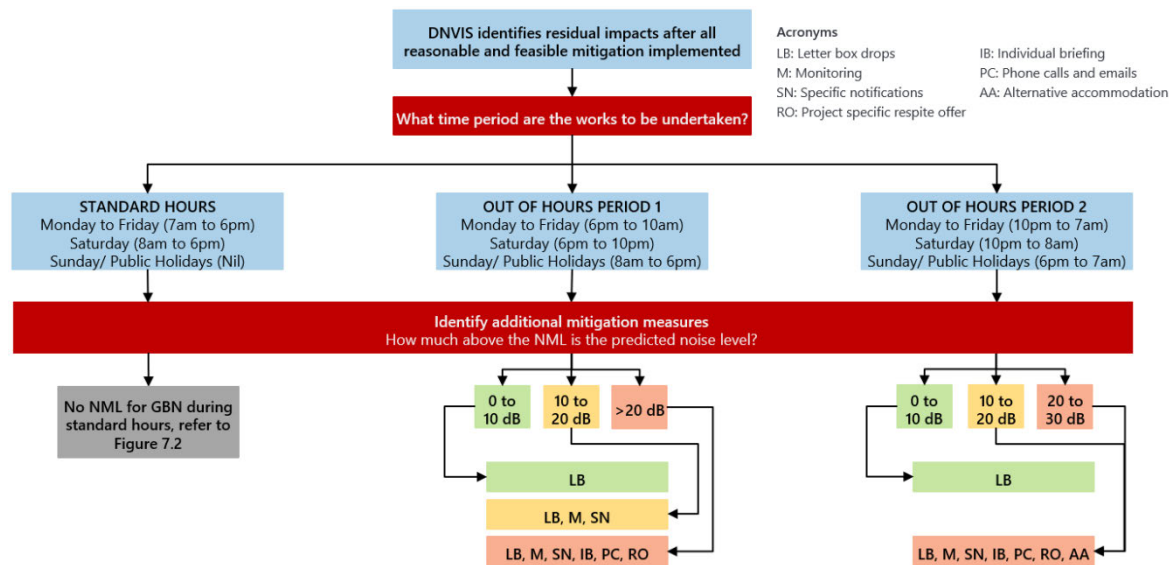 DNVIS identifies residual impacts after all
reasonable and feasible mitigation implemented
Acronyms
LB: Letter box drops
IB: Individual briefing
M: Monitoring
PC: Phone calls and emails
SN: Specific notifications
AA: Alternative accommodation
RO: Project specific respite offer
What time period are the works to be undertaken?
STANDARD HOURS
Monday to Friday (7am to 6pm)
Saturday (8am to 6pm)
Sunday/ Public Holidays (Nil)
OUT OF HOURS PERIOD 1
Monday to Friday (6pm to 10am)
Saturday (6pm to 10pm)
Sunday/ Public Holidays (8am to 6pm)
OUT OF HOURS PERIOD 2
Monday to Friday (10pm to 7am)
Saturday (10pm to 8am)
Sunday/ Public Holidays (6pm to 7am)
Identify additional mitigation measures
How much above the NML is the predicted noise level?
No NML for GBN during
standard hours, refer to
Figure 7.2
0 to
10 dB
10 to
20 dB
>20 dB
LB
LB, M, SN
LB, M, SN, IB, PC, RO
0 to
10 dB
10 to
20 dB
20 to
30 dB
LB
LB, M, SN, IB, PC, RO, AA